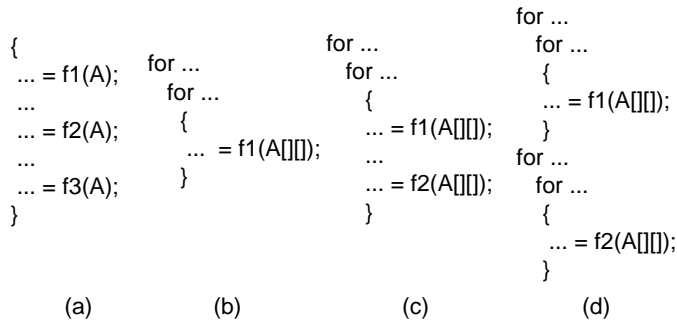 {
... = f1(A);
...
... = f2(A);
...
... = f3(A);
}
(a)
for ...
for ...
{
... = f1(A[][]);
}
(b)
for ...
for ...
{
... = f1(A[][]);
...
... = f2(A[][]);
}
(c)
for ...
for ...
{
... = f1(A[][]);
}
for ...
for ...
{
... = f2(A[][]);
}
(d)